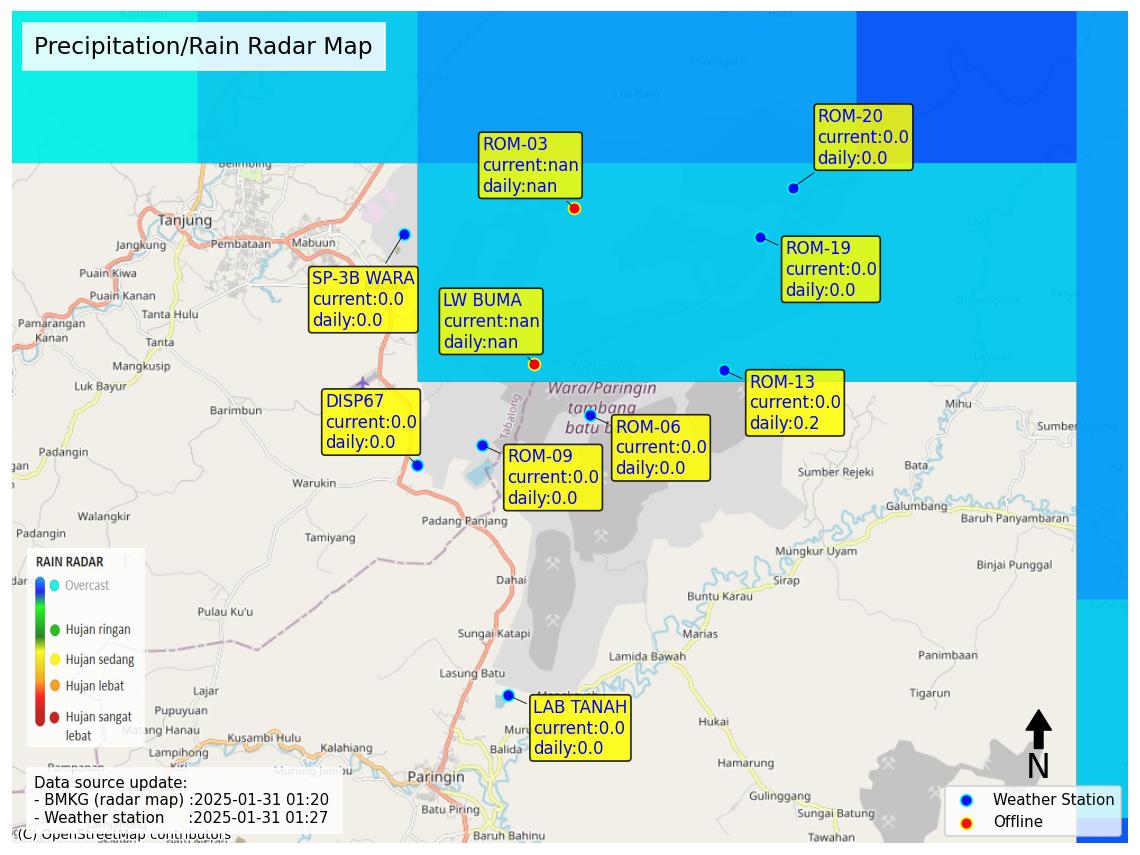 Precipitation/Rain Radar Map
ROM-20
current:0.0
daily:0.0
ROM-03
current:nan
daily:nan
Belimbing
Tanjung
Jangkung
Pembataan
Mabuun
ROM-19
current:0.0
daily:0.0
SP-3B WARA
current:0.0
daily:0.0
Puain Kiwa
Puain Kanan
Tanta Hulu
LW BUMA
current:nan
daily:nan
Pamarangan
Kanan
Tanta
Mangkusip
Luk Bayur
Tutupan
Wara/Paringin
tambang
batu b
ROM-13
current:0.0
daily:0.2
DISP67
current:0.0
daily:0.0
Tabalong
Barimbun
Mihu
ROM-06
current:0.0
daily:0.0
Sumber Agung
Padangin
ROM-09
current:0.0
daily:0.0
Warukin
Sumber Rejeki
Bata
Galumbang
Baruh Panyambaran
Walangkir
Padangin
Padang Panjang
Tamiyang
Mungkur Uyam
Binjai Punggal
Dahai
Sirap
Buntu Karau
RAIN RADAR
Overcast
Hujan ringan
Hujan sedang
Hujan lebat
Hujan sangat
lebat
Pulau Ku'u
Sungai Katapi
Marias
Lamida Bawah
Panimbaan
Lasung Batu
Tigarun
Lajar
Pupuyuan
Matang Hanau
LAB TANAH
current:0.0
daily:0.0
Hukai
Kusambi Hulu
Kalahiang
Lampihong
Balida
Hamarung
Murung Jambu
Paringin
N
Gulinggang
Batu Piring
Sungai Batung
Baruh Bahinu
Tawahan
Data source update:
- BMKG (radar map) :2025-01-31 01:20
- Weather station :2025-01-31 01:27
(C) OpenStreetMap contributors
Weather Station
Offline